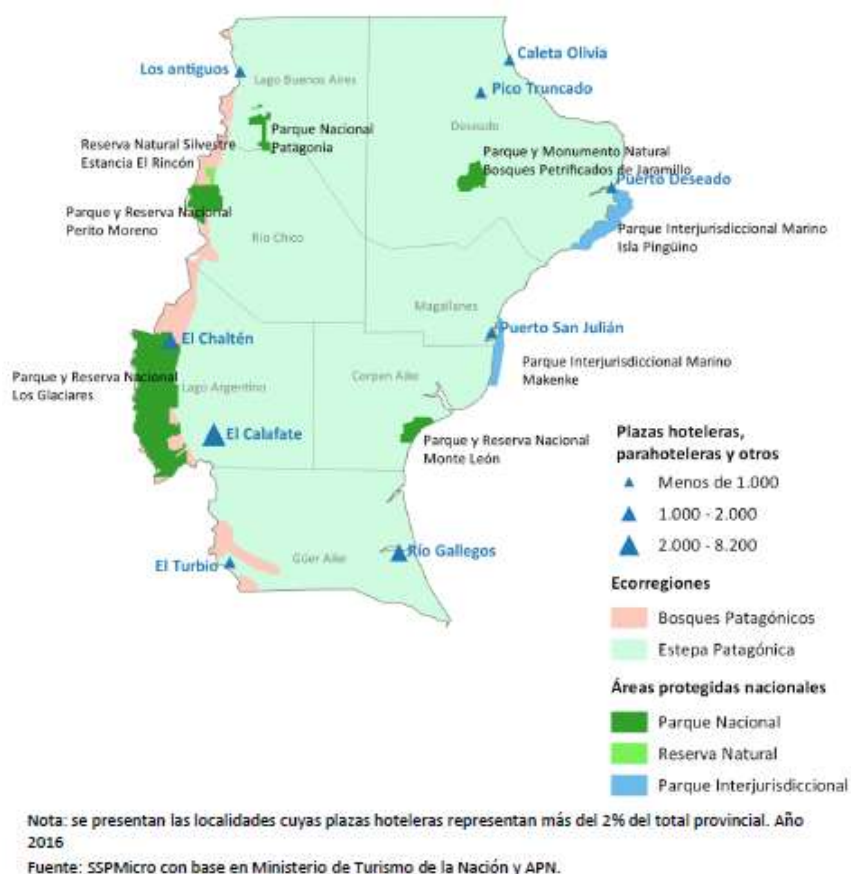 Caleta Olivia
Los antiguos
Lago Buenos Aires
Pico Truncado
Deseado
Parque Nacional
Patagonia
Reserva Natural Silvestre
Estancia El Rincón
Parque y Monumento Natural
Bosques Petrificados de Jaramillo
Puerto Deseado
Parque y Reserva Nacional
Perito Moreno
Parque Interjurisdiccional Marino
Isla Pingüino
Río Chico
Magallanes
Puerto San Julián
El Chaltén
Parque Interjurisdiccional Marino
Makenke
Parque y Reserva Nacional
Los Glaciares
Lago Argentino
Corpen Aike
El Calafate
Parque y Reserva Nacional
Monte León
El Turbio
Güer Aike
Río Gallegos
Plazas hoteleras,
parahoteleras y otros
Menos de 1.000
1.000 - 2.000
2.000 - 8.200
Ecorregiones
Bosques Patagónicos
Estepa Patagónica
Áreas protegidas nacionales
Parque Nacional
Reserva Natural
Parque Interjurisdiccional
Nota: se presentan las localidades cuyas plazas hoteleras representan más del 2% del total provincial. Año
2016
Fuente: SSPMicro con base en Ministerio de Turismo de la Nación y APN.